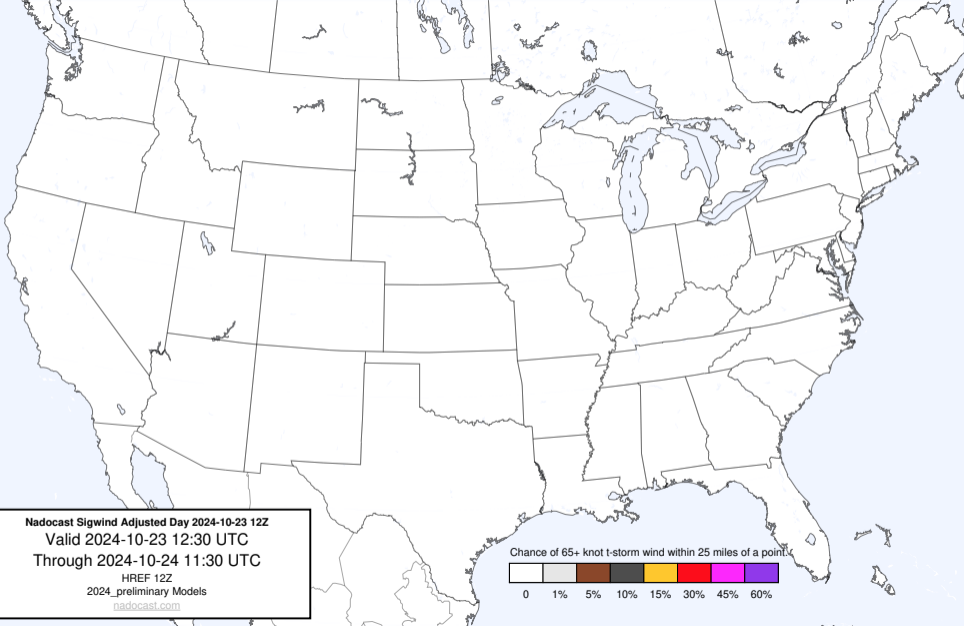 Nadocast Sigwind Adjusted Day 2024-10-23 12Z
Valid 2024-10-23 12:30 UTC
Through 2024-10-24 11:30 UTC
HREF 12Z
2024_preliminary Models
nadocast.com
Chance of 65+ knot t-storm wind within 25 miles of a point.
0 1% 5% 10% 15% 30% 45% 60%